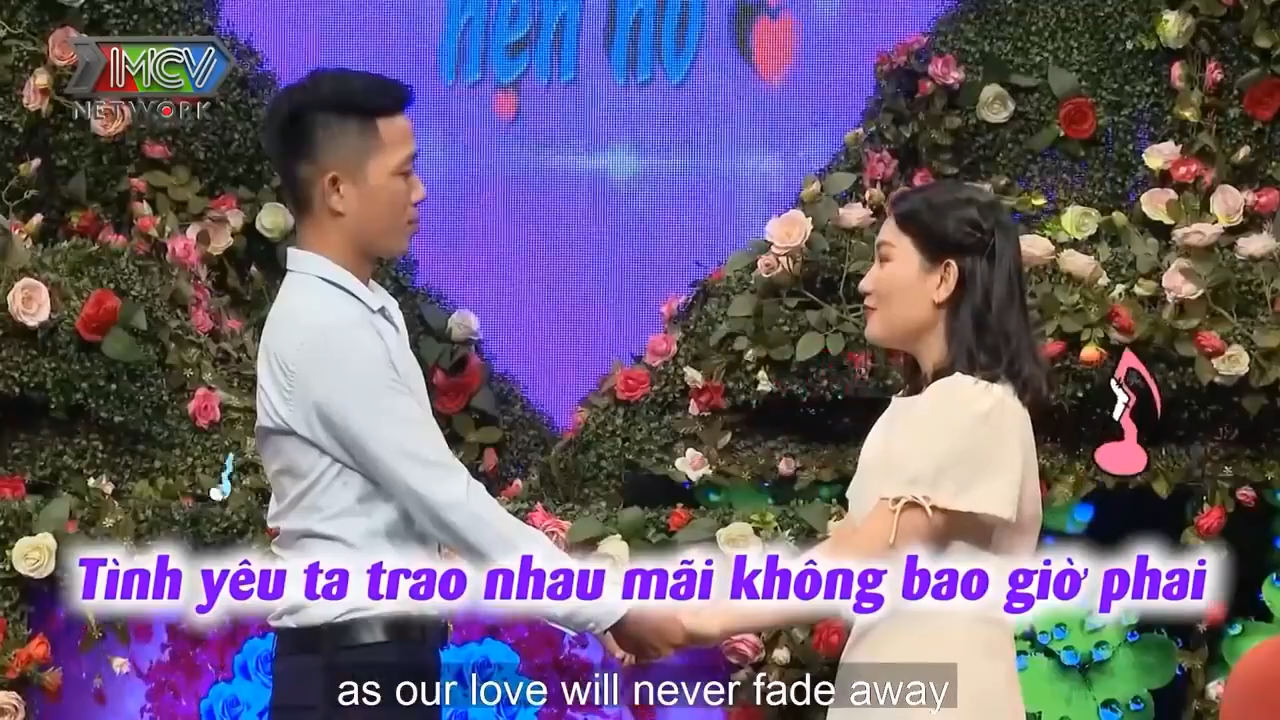 hẹn hò
MCV
NETWORK
Tình yêu ta trao nhau mãi không bao giờ phai
as our love will never fade away